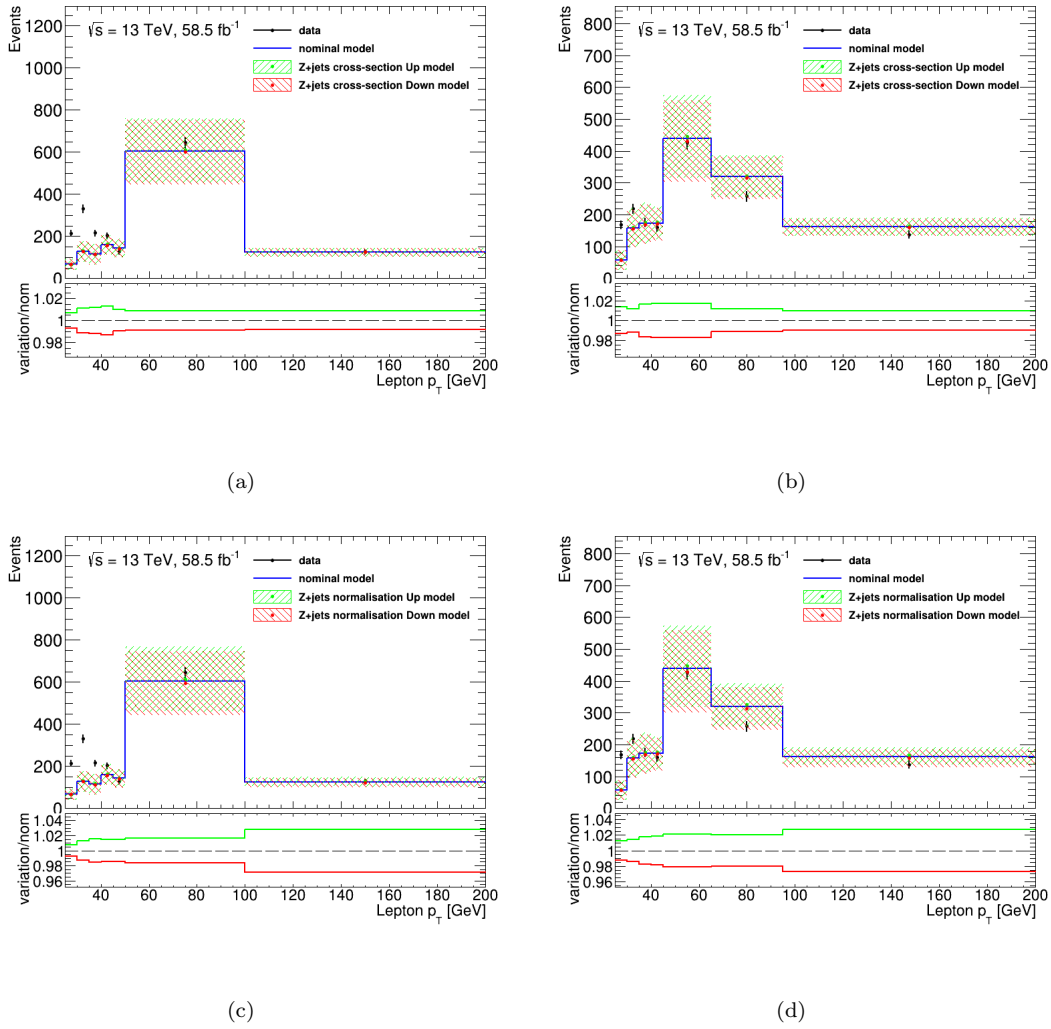 Events
√s = 13 TeV, 58.5 fb⁻¹
data
nominal model
Z+jets cross-section Up model
Z+jets cross-section Down model
1200
1000
800
600
400
200
0
variation/nom
1.02
1
0.98
40 60 80 100 120 140 160 180 200
Lepton p_T [GeV]
(a)
Events
√s = 13 TeV, 58.5 fb⁻¹
data
nominal model
Z+jets cross-section Up model
Z+jets cross-section Down model
800
700
600
500
400
300
200
100
0
variation/nom
1.02
1
0.98
40 60 80 100 120 140 160 180 200
Lepton p_T [GeV]
(b)
Events
√s = 13 TeV, 58.5 fb⁻¹
data
nominal model
Z+jets normalisation Up model
Z+jets normalisation Down model
1200
1000
800
600
400
200
0
variation/nom
1.04
1.02
1
0.98
0.96
40 60 80 100 120 140 160 180 200
Lepton p_T [GeV]
(c)
Events
√s = 13 TeV, 58.5 fb⁻¹
data
nominal model
Z+jets normalisation Up model
Z+jets normalisation Down model
800
700
600
500
400
300
200
100
0
variation/nom
1.04
1.02
1
0.98
0.96
40 60 80 100 120 140 160 180 200
Lepton p_T [GeV]
(d)